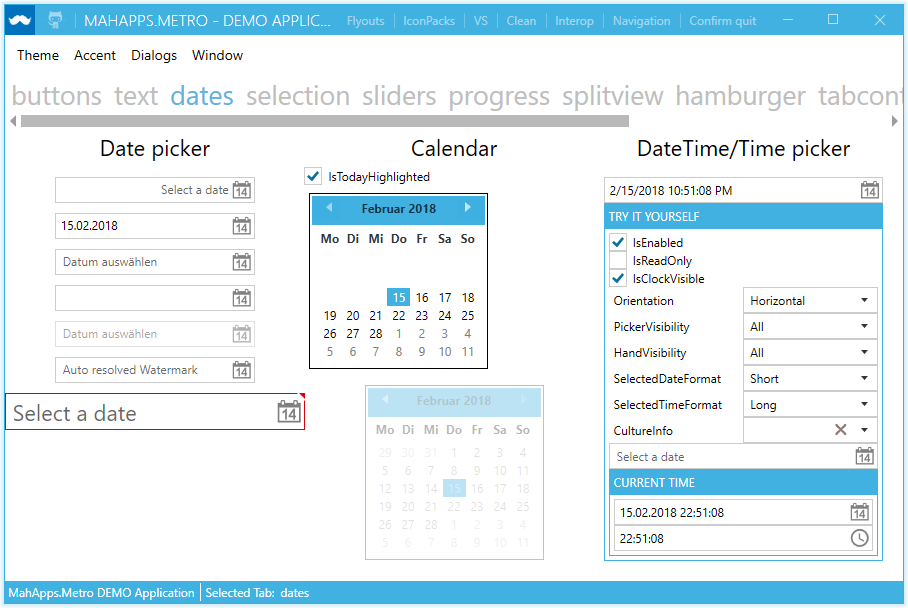 MAHAPPS.METRO - DEMO APPLIC... Flyouts IconPacks VS Clean Interop Navigation Confirm quit
Theme Accent Dialogs Window
buttons text dates selection sliders progress splitview hamburger tabcont
Date picker
Select a date 14
15.02.2018 14
Datum auswählen 14
14
Datum auswählen 14
Auto resolved Watermark 14
Select a date 14
Calendar
IsTodayHighlighted
Februar 2018
Mo Di Mi Do Fr Sa So
15 16 17 18
19 20 21 22 23 24 25
26 27 28 1 2 3 4
5 6 7 8 9 10 11
Februar 2018
Mo Di Mi Do Fr Sa So
29 30 31 1 2 3 4
5 6 7 8 9 10 11
12 13 14 15 16 17 18
19 20 21 22 23 24 25
26 27 28 1 2 3 4
5 6 7 8 9 10 11
DateTime/Time picker
2/15/2018 10:51:08 PM 14
TRY IT YOURSELF
IsEnabled
IsReadOnly
IsClockVisible
Orientation Horizontal
PickerVisibility All
HandVisibility All
SelectedDateFormat Short
SelectedTimeFormat Long
CultureInfo
Select a date 14
CURRENT TIME
15.02.2018 22:51:08 14
22:51:08
MahApps.Metro DEMO Application Selected Tab: dates